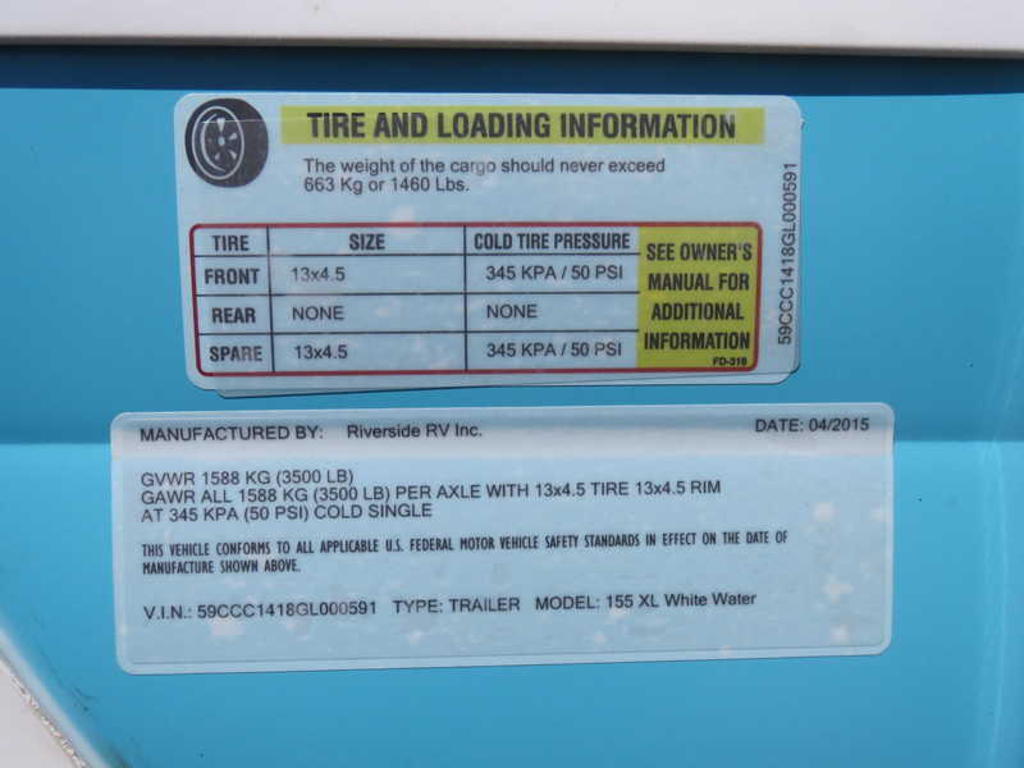 TIRE AND LOADING INFORMATION
The weight of the cargo should never exceed
663 Kg or 1460 Lbs.
TIRE SIZE COLD TIRE PRESSURE
FRONT 13x4.5 345 KPA / 50 PSI
REAR NONE NONE
SPARE 13x4.5 345 KPA / 50 PSI
SEE OWNER'S
MANUAL FOR
ADDITIONAL
INFORMATION
FD-318
59CCC1418GL000591
MANUFACTURED BY: Riverside RV Inc. DATE: 04/2015
GVWR 1588 KG (3500 LB)
GAWR ALL 1588 KG (3500 LB) PER AXLE WITH 13x4.5 TIRE 13x4.5 RIM
AT 345 KPA (50 PSI) COLD SINGLE
THIS VEHICLE CONFORMS TO ALL APPLICABLE U.S. FEDERAL MOTOR VEHICLE SAFETY STANDARDS IN EFFECT ON THE DATE OF
MANUFACTURE SHOWN ABOVE.
V.I.N.: 59CCC1418GL000591 TYPE: TRAILER MODEL: 155 XL White Water